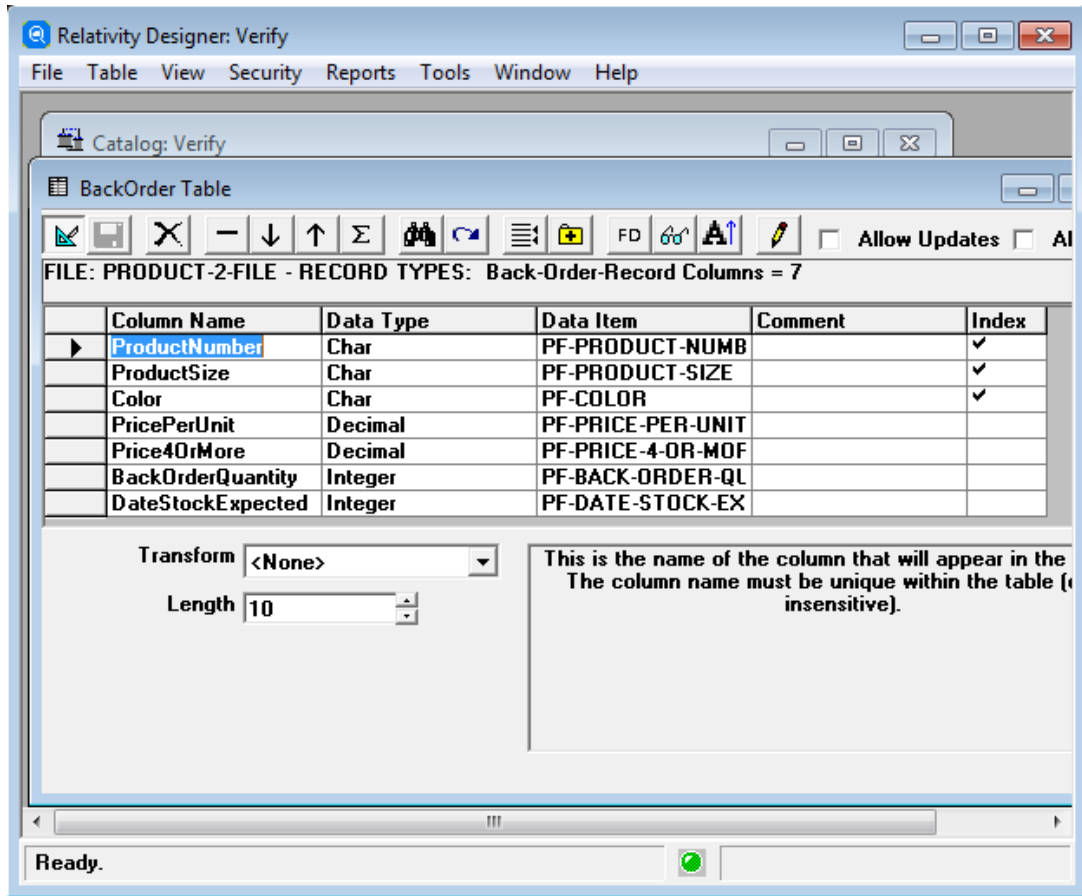 Relativity Designer: Verify
File Table View Security Reports Tools Window Help
Catalog: Verify
BackOrder Table
Σ FD A Allow Updates Al
FILE: PRODUCT-2-FILE - RECORD TYPES: Back-Order-Record Columns = 7
Column Name Data Type Data Item Comment Index
ProductNumber Char PF-PRODUCT-NUMB
ProductSize Char PF-PRODUCT-SIZE
Color Char PF-COLOR
PricePerUnit Decimal PF-PRICE-PER-UNIT
Price4OrMore Decimal PF-PRICE-4-OR-MOF
BackOrderQuantity Integer PF-BACK-ORDER-QU
DateStockExpected Integer PF-DATE-STOCK-EX
Transform <None>
Length 10
This is the name of the column that will appear in the
The column name must be unique within the table (
insensitive).
Ready.